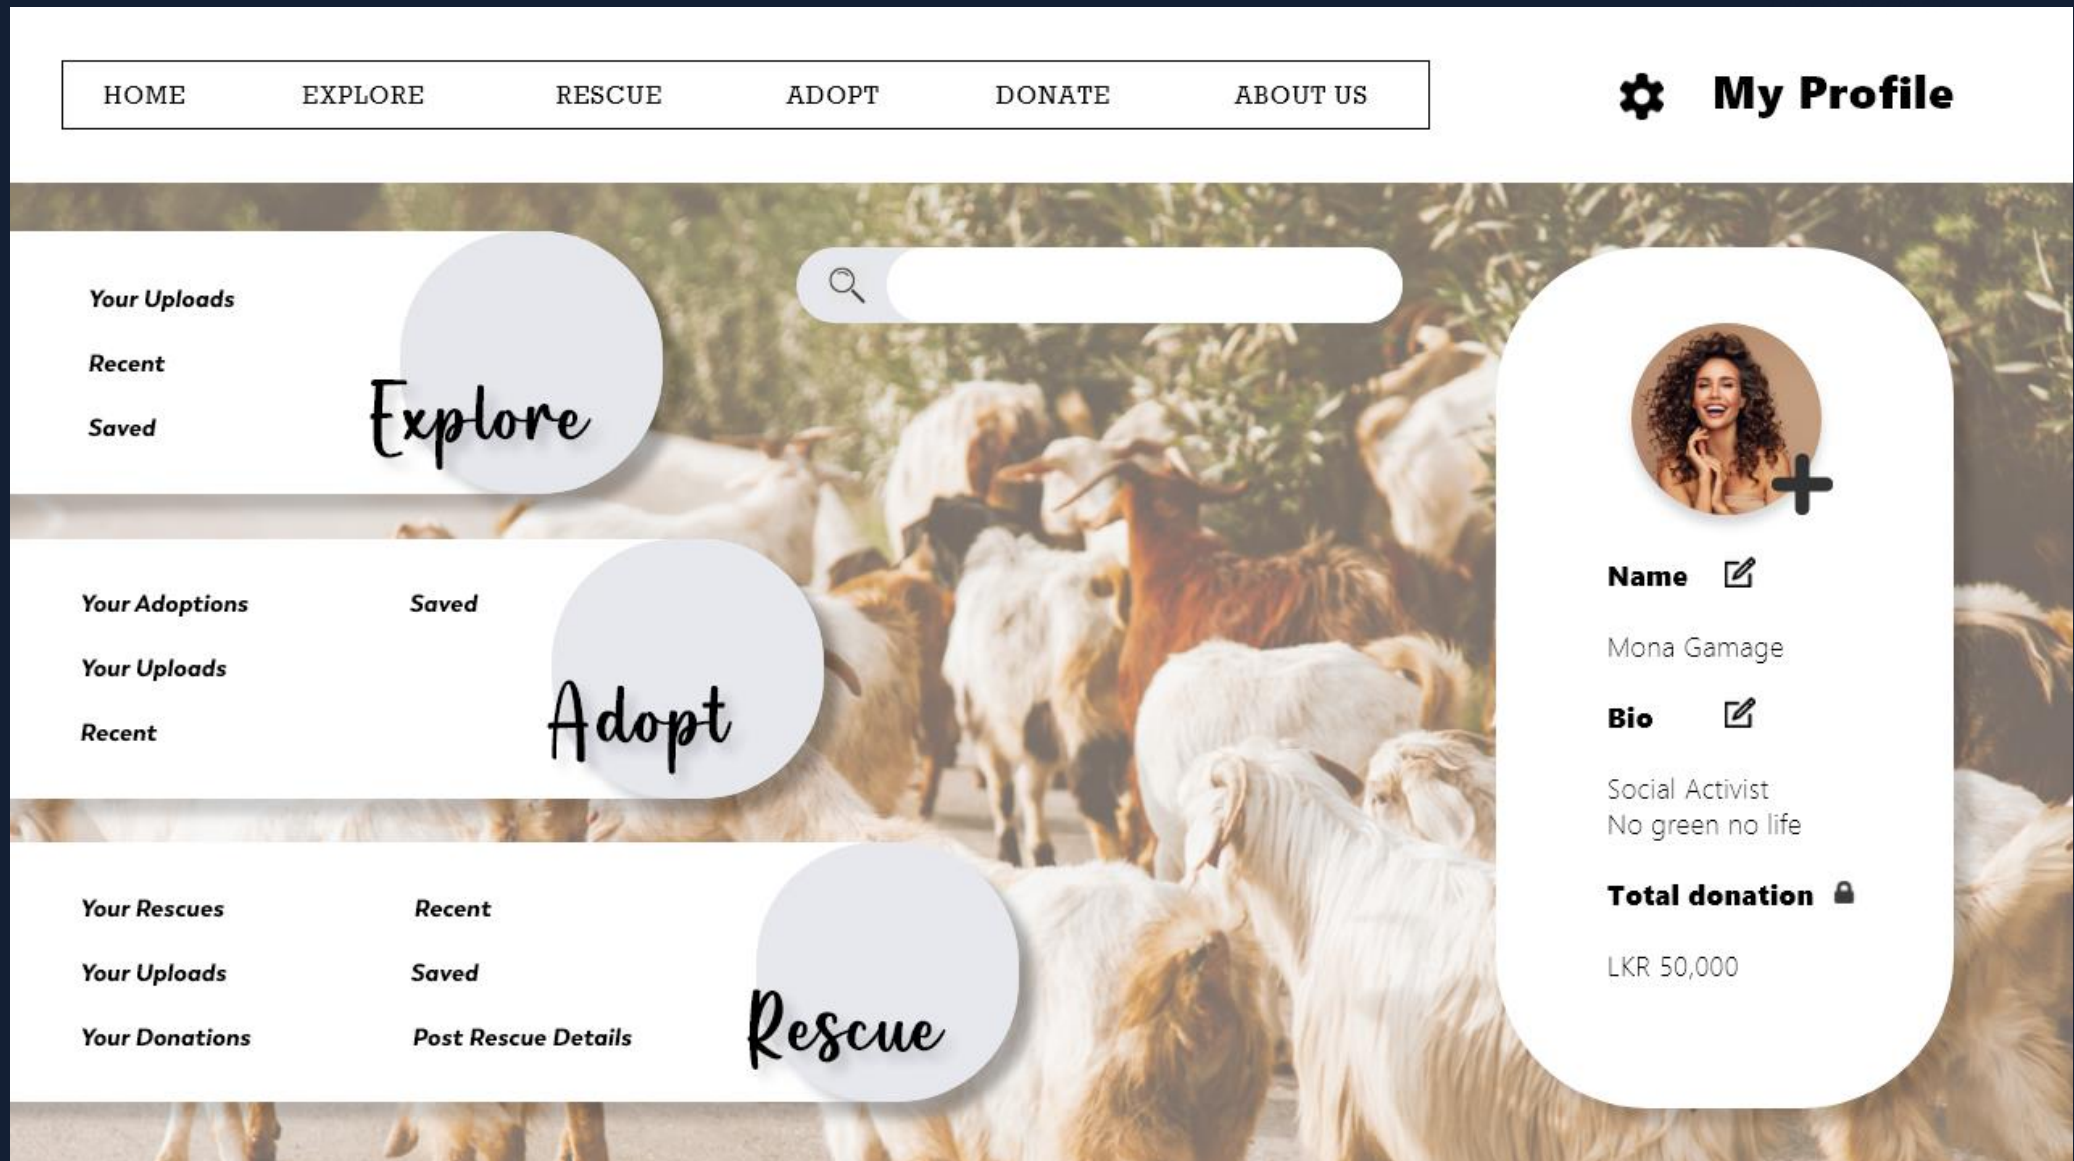 HOME EXPLORE RESCUE ADOPT DONATE ABOUT US
My Profile
Your Uploads
Recent
Saved
Explore
Your Adoptions Saved
Your Uploads
Recent
Adopt
Your Rescues Recent
Your Uploads Saved
Your Donations Post Rescue Details
Rescue
Name
Mona Gamage
Bio
Social Activist
No green no life
Total donation
LKR 50,000